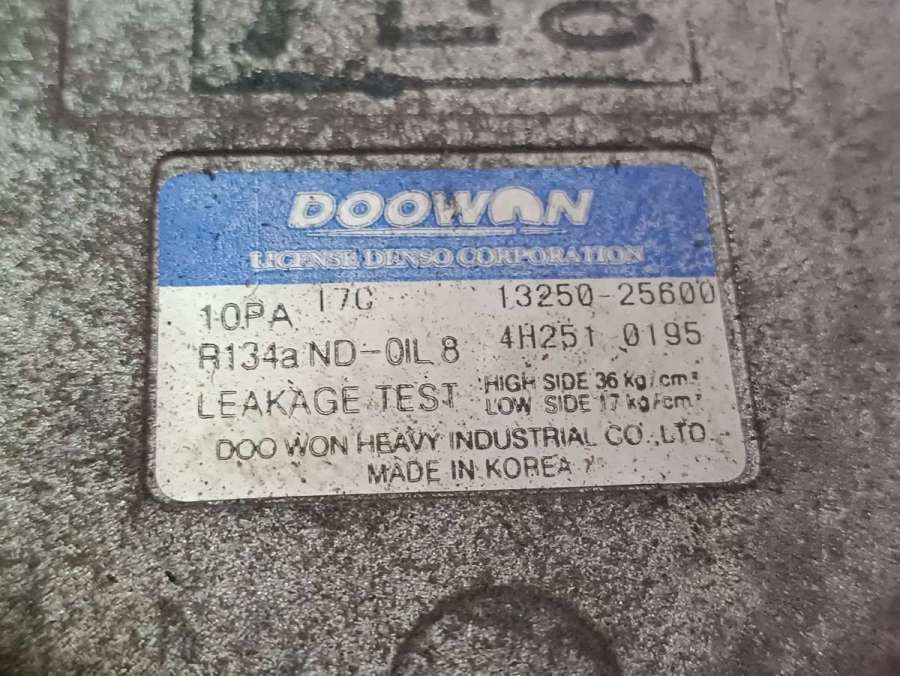 DOOWON
LICENSE DENSO CORPORATION
10PA 17C 13250-25600
R134a ND-OIL 8 4H251 0195
LEAKAGE TEST HIGH SIDE 36 kg/cm²
LOW SIDE 17 kg/cm²
DOO WON HEAVY INDUSTRIAL CO.,LTD.
MADE IN KOREA